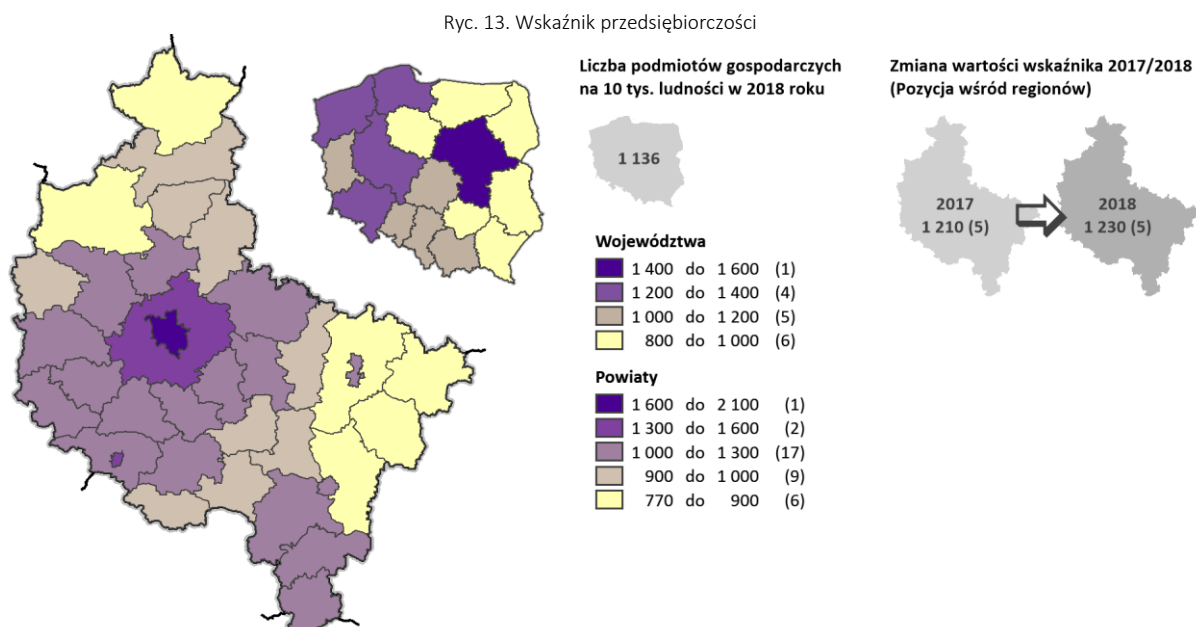 Ryc. 13. Wskaźnik przedsiębiorczości
Liczba podmiotów gospodarczych
na 10 tys. ludności w 2018 roku
1 136
Województwa
1 400 do 1 600 (1)
1 200 do 1 400 (4)
1 000 do 1 200 (5)
800 do 1 000 (6)
Powiaty
1 600 do 2 100 (1)
1 300 do 1 600 (2)
1 000 do 1 300 (17)
900 do 1 000 (9)
770 do 900 (6)
Zmiana wartości wskaźnika 2017/2018
(Pozycja wśród regionów)
2017
1 210 (5)
2018
1 230 (5)